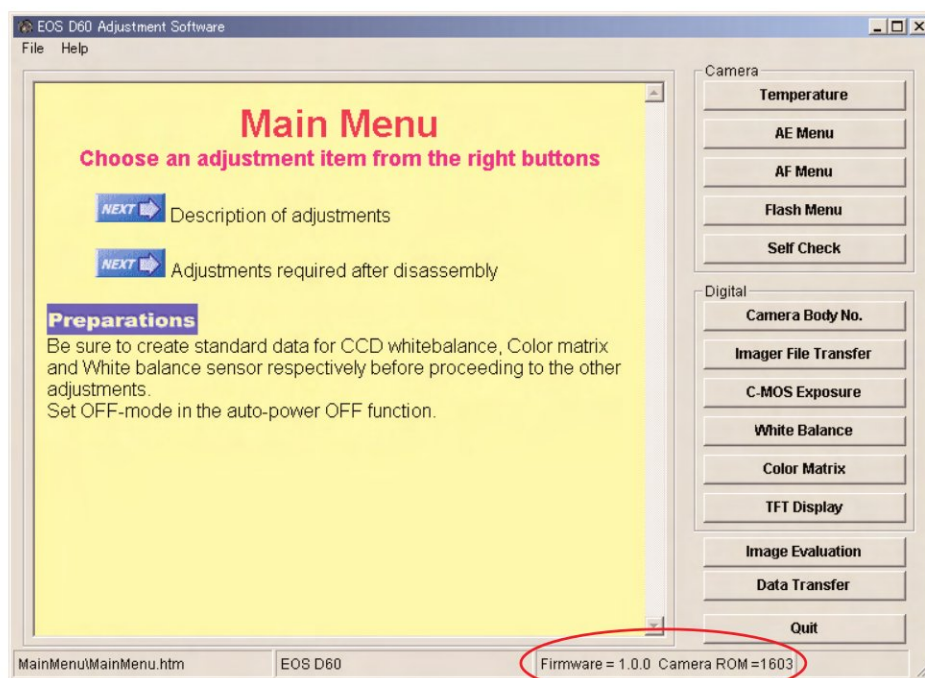 EOS D60 Adjustment Software
File Help
Main Menu
Choose an adjustment item from the right buttons
NEXT Description of adjustments
NEXT Adjustments required after disassembly
Preparations
Be sure to create standard data for CCD whitebalance, Color matrix
and White balance sensor respectively before proceeding to the other
adjustments.
Set OFF-mode in the auto-power OFF function.
Camera
Temperature
AE Menu
AF Menu
Flash Menu
Self Check
Digital
Camera Body No.
Imager File Transfer
C-MOS Exposure
White Balance
Color Matrix
TFT Display
Image Evaluation
Data Transfer
Quit
MainMenu\MainMenu.htm EOS D60 Firmware = 1.0.0 Camera ROM =1603